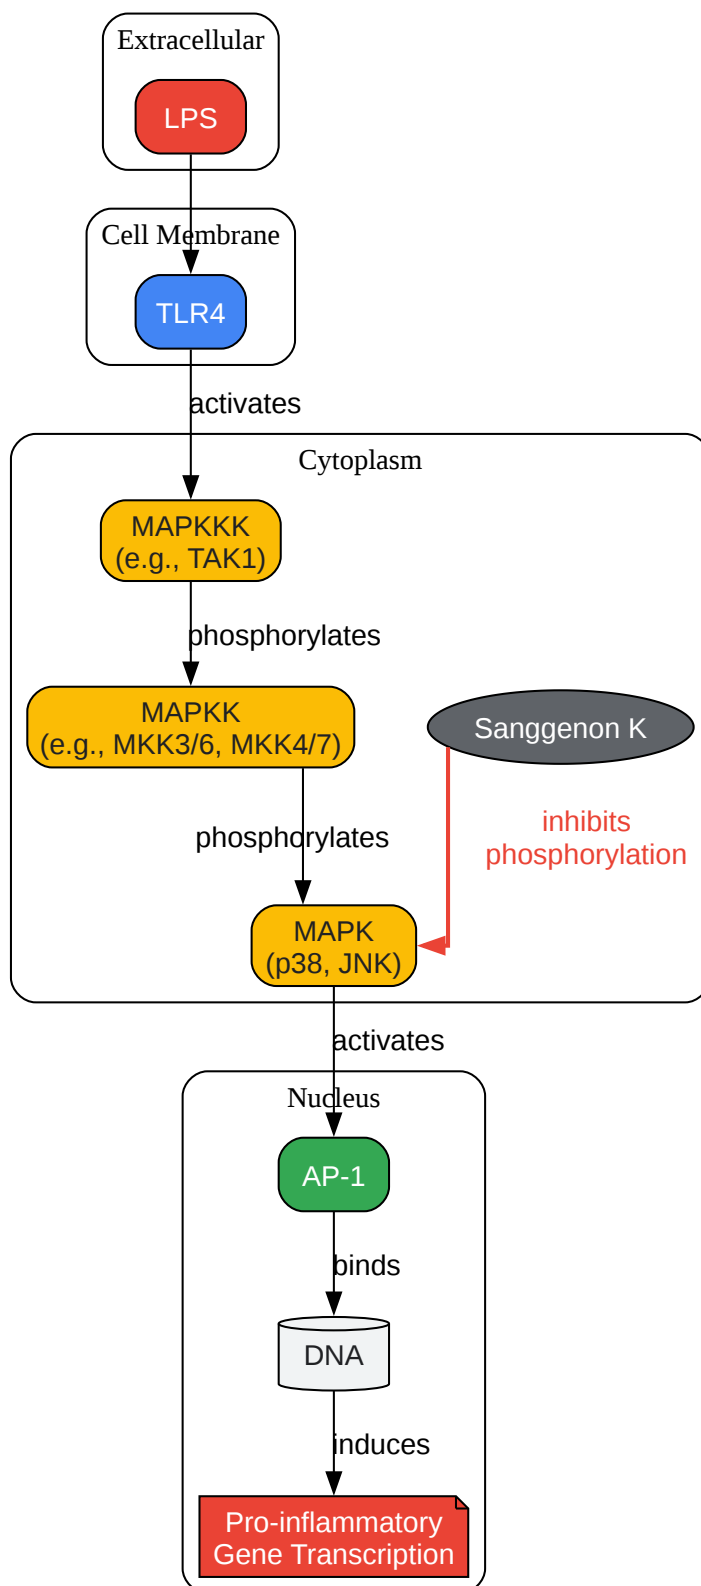 Extracellular
LPS
Cell Membrane
TLR4
activates
Cytoplasm
MAPKKK
(e.g., TAK1)
phosphorylates
MAPKK
(e.g., MKK3/6, MKK4/7)
Sanggenon K
phosphorylates
inhibits
phosphorylation
MAPK
(p38, JNK)
activates
Nucleus
AP-1
binds
DNA
induces
Pro-inflammatory
Gene Transcription